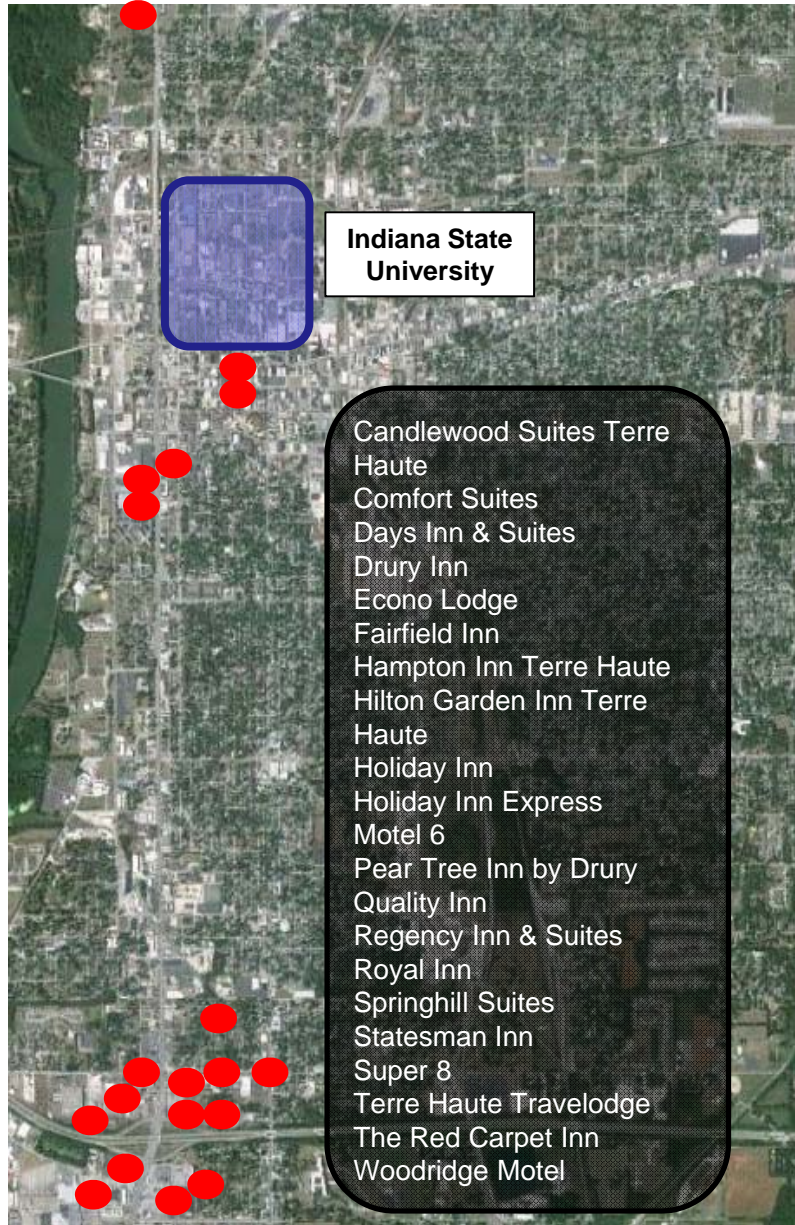 Indiana State
University
Candlewood Suites Terre
Haute
Comfort Suites
Days Inn & Suites
Drury Inn
Econo Lodge
Fairfield Inn
Hampton Inn Terre Haute
Hilton Garden Inn Terre
Haute
Holiday Inn
Holiday Inn Express
Motel 6
Pear Tree Inn by Drury
Quality Inn
Regency Inn & Suites
Royal Inn
Springhill Suites
Statesman Inn
Super 8
Terre Haute Travelodge
The Red Carpet Inn
Woodridge Motel